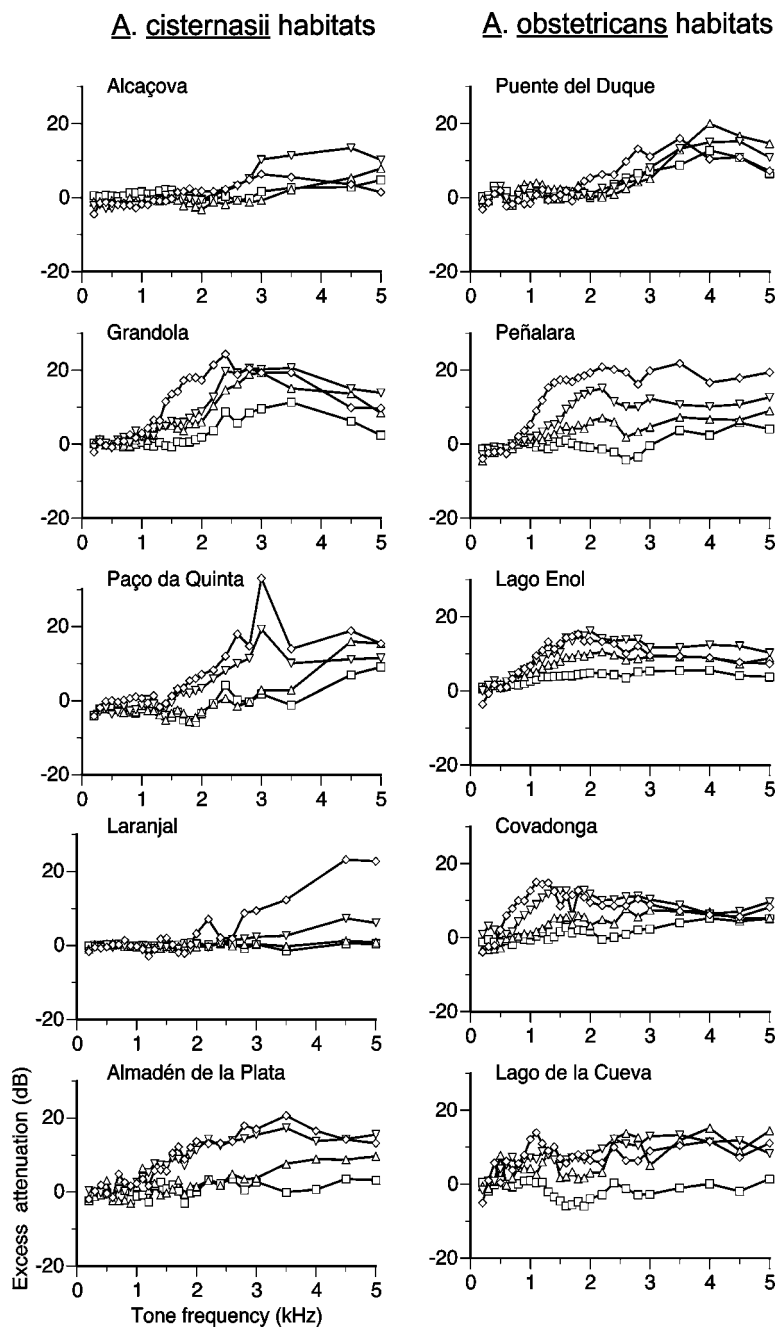 A. cisternasii habitats
A. obstetricans habitats
Alcaçova
20
0
-20
0 1 2 3 4 5
Puente del Duque
20
0
-20
0 1 2 3 4 5
Grandola
20
0
-20
0 1 2 3 4 5
Peñalara
20
0
-20
0 1 2 3 4 5
Paço da Quinta
20
0
-20
0 1 2 3 4 5
Lago Enol
20
0
-20
0 1 2 3 4 5
Laranjal
20
0
-20
0 1 2 3 4 5
Covadonga
20
0
-20
0 1 2 3 4 5
Almadén de la Plata
Excess attenuation (dB)
20
0
-20
0 1 2 3 4 5
Tone frequency (kHz)
Lago de la Cueva
20
0
-20
0 1 2 3 4 5